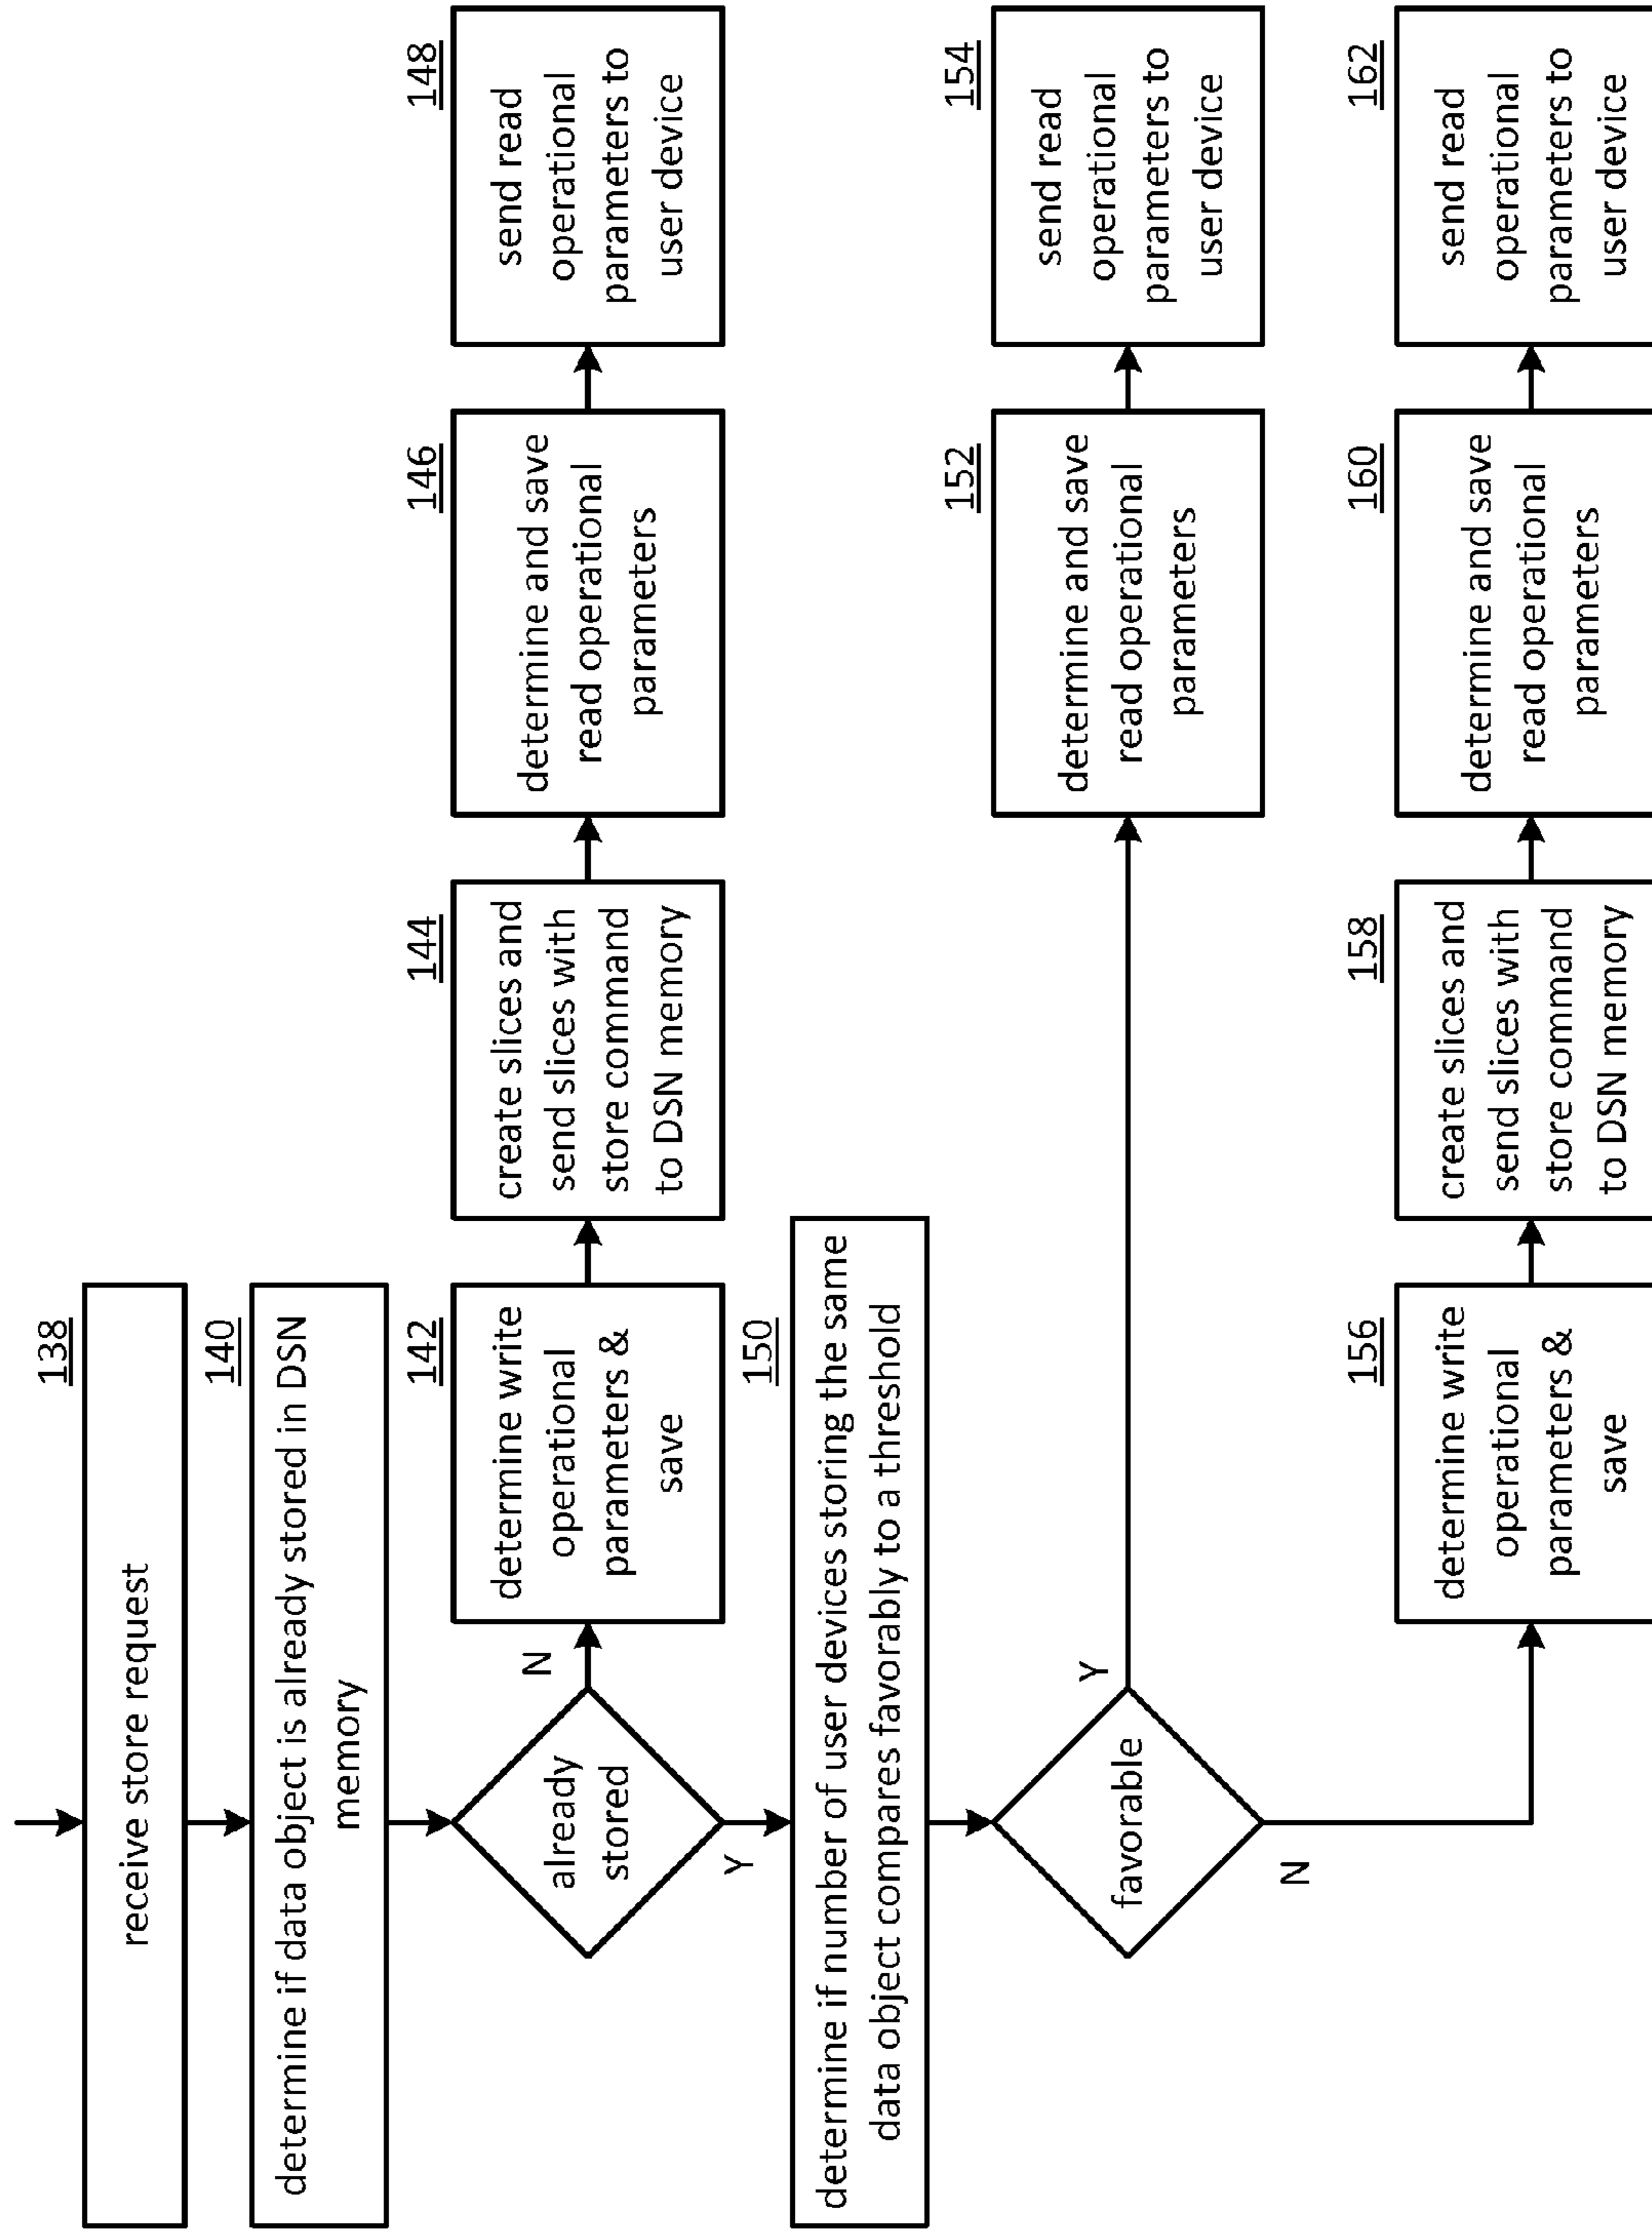 138
receive store request
140
determine if data object is already stored in DSN
memory
already
stored
N
Y
142
determine write
operational
parameters &
save
144
create slices and
send slices with
store command
to DSN memory
146
determine and save
read operational
parameters
148
send read
operational
parameters to
user device
150
determine if number of user devices storing the same
data object compares favorably to a threshold
favorable
Y
N
152
determine and save
read operational
parameters
154
send read
operational
parameters to
user device
156
determine write
operational
parameters &
save
158
create slices and
send slices with
store command
to DSN memory
160
determine and save
read operational
parameters
162
send read
operational
parameters to
user device